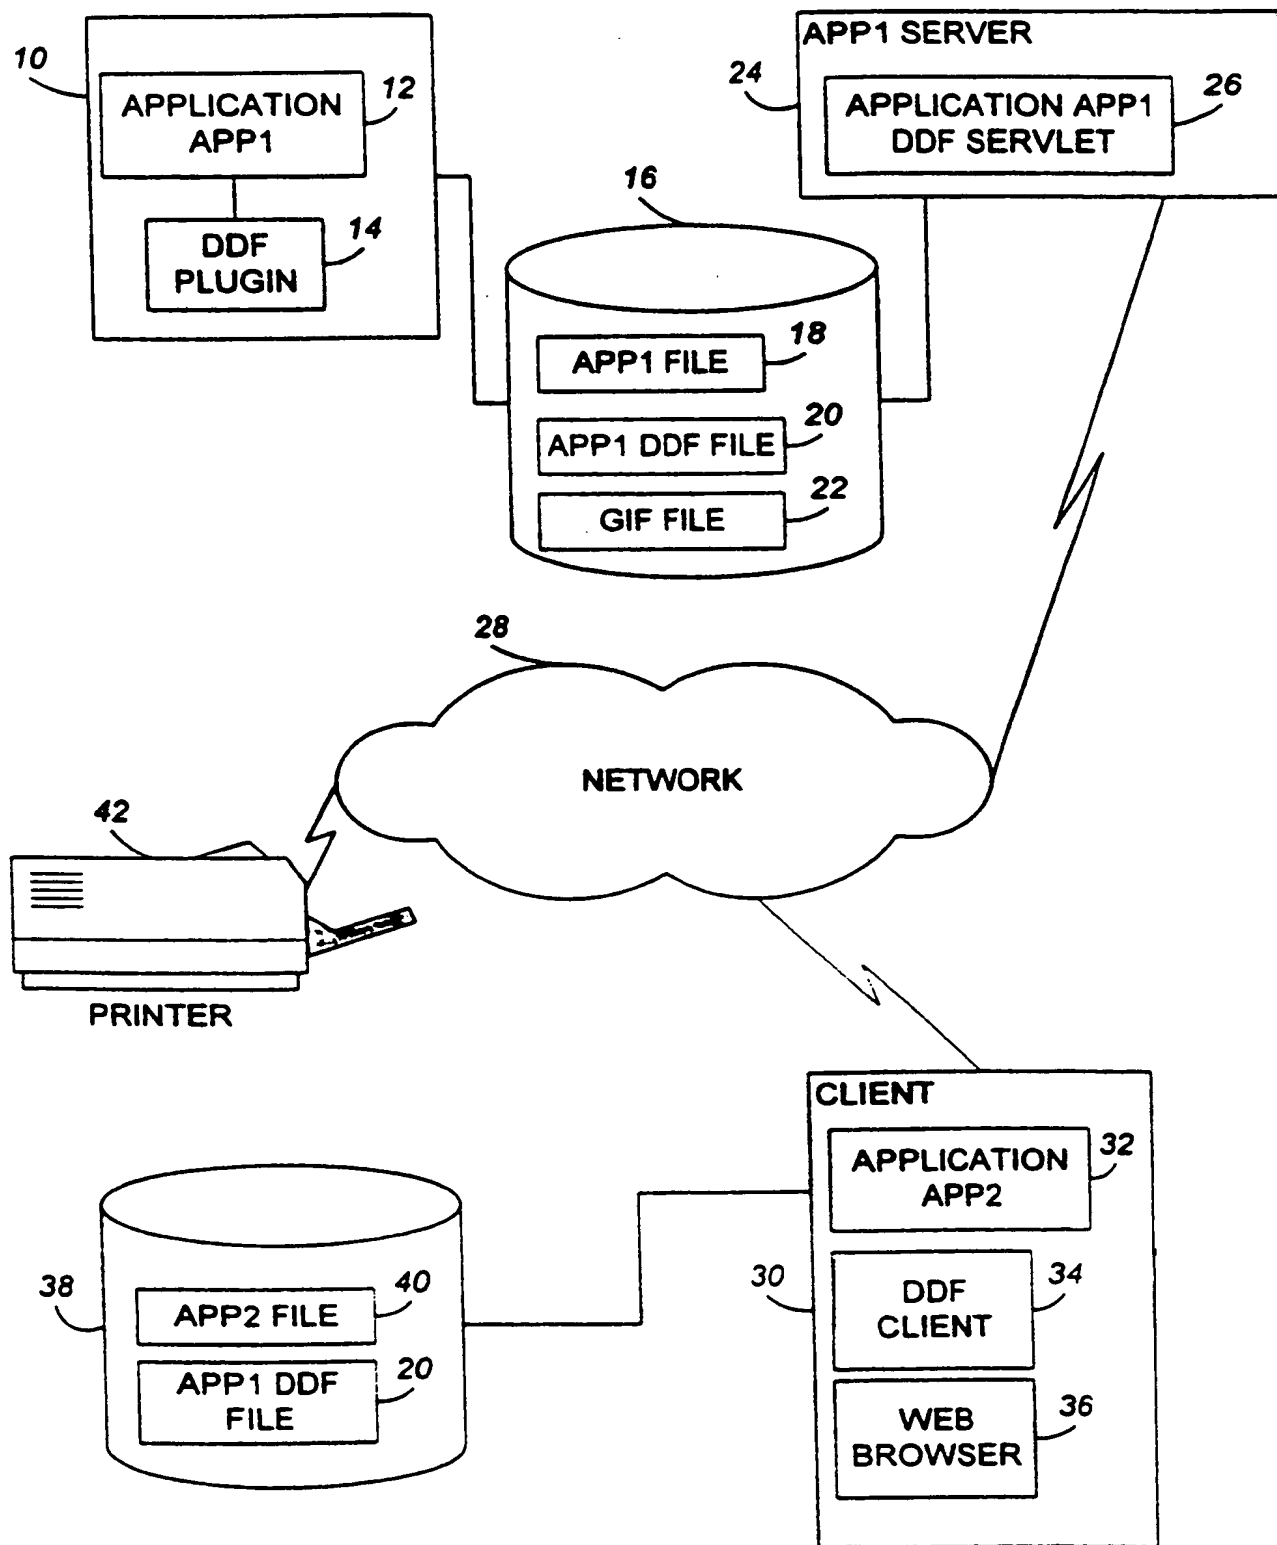 10
APPLICATION
APP1
12
DDF
PLUGIN
14
APP1 SERVER
24
APPLICATION APP1
DDF SERVLET
26
16
APP1 FILE
18
APP1 DDF FILE
20
GIF FILE
22
28
NETWORK
42
PRINTER
CLIENT
APPLICATION
APP2
32
30
DDF
CLIENT
34
WEB
BROWSER
36
38
APP2 FILE
40
APP1 DDF
FILE
20